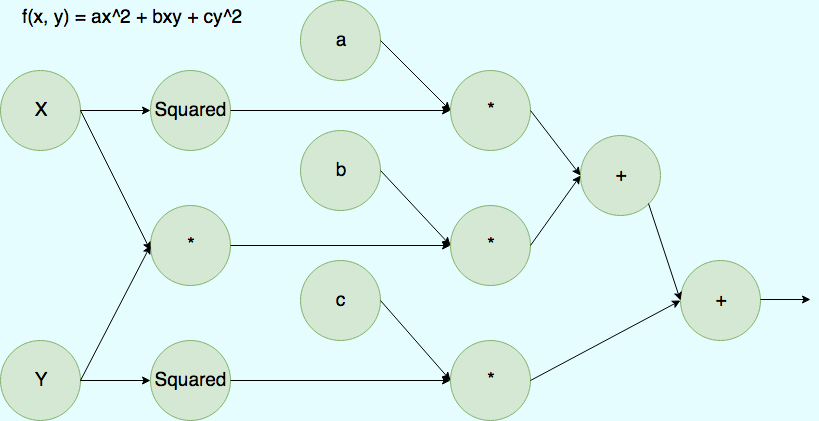 f(x, y) = ax^2 + bxy + cy^2
a
X
Squared
*
b
+
*
*
c
+
Y
Squared
*